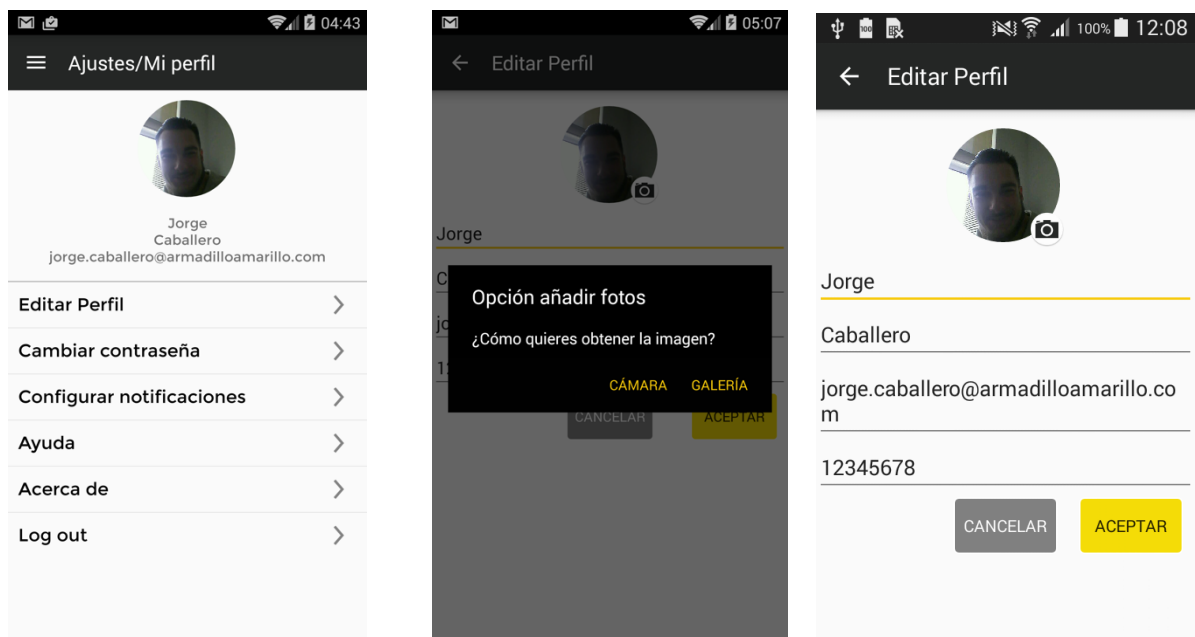 04:43
Ajustes/Mi perfil
Jorge
Caballero
jorge.caballero@armadilloamarillo.com
Editar Perfil
Cambiar contraseña
Configurar notificaciones
Ayuda
Acerca de
Log out
05:07
Editar Perfil
Jorge
C
jo
Opción añadir fotos
¿Cómo quieres obtener la imagen?
CÁMARA GALERÍA
CANCELAR ACEPTAR
100 100% 12:08
Editar Perfil
Jorge
Caballero
jorge.caballero@armadilloamarillo.co
m
12345678
CANCELAR ACEPTAR